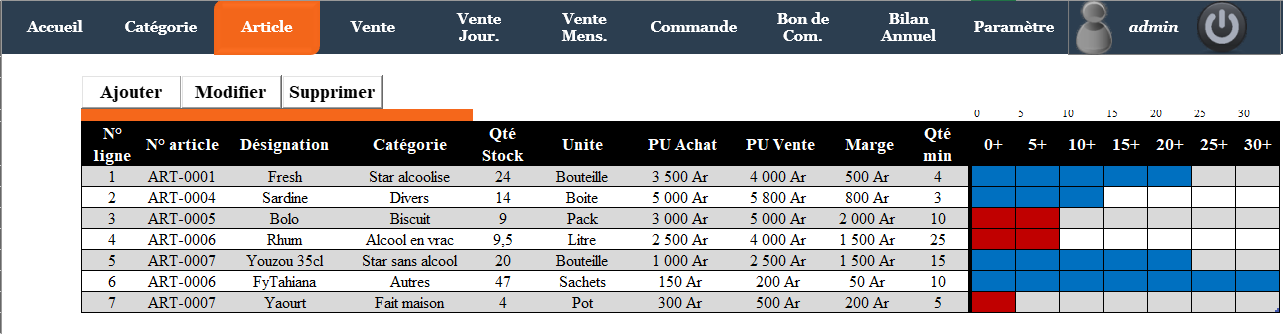 Accueil Catégorie Article Vente Vente Jour. Vente Mens. Commande Bon de Com. Bilan Annuel Paramètre admin
Ajouter Modifier Supprimer
0 5 10 15 20 25 30
N° ligne N° article Désignation Catégorie Qté Stock Unite PU Achat PU Vente Marge Qté min 0+ 5+ 10+ 15+ 20+ 25+ 30+
1 ART-0001 Fresh Star alcoolise 24 Bouteille 3 500 Ar 4 000 Ar 500 Ar 4
2 ART-0004 Sardine Divers 14 Boite 5 000 Ar 5 800 Ar 800 Ar 3
3 ART-0005 Bolo Biscuit 9 Pack 3 000 Ar 5 000 Ar 2 000 Ar 10
4 ART-0006 Rhum Alcool en vrac 9,5 Litre 2 500 Ar 4 000 Ar 1 500 Ar 25
5 ART-0007 Youzou 35cl Star sans alcool 20 Bouteille 1 000 Ar 2 500 Ar 1 500 Ar 15
6 ART-0006 FyTahiana Autres 47 Sachets 150 Ar 200 Ar 50 Ar 10
7 ART-0007 Yaourt Fait maison 4 Pot 300 Ar 500 Ar 200 Ar 5